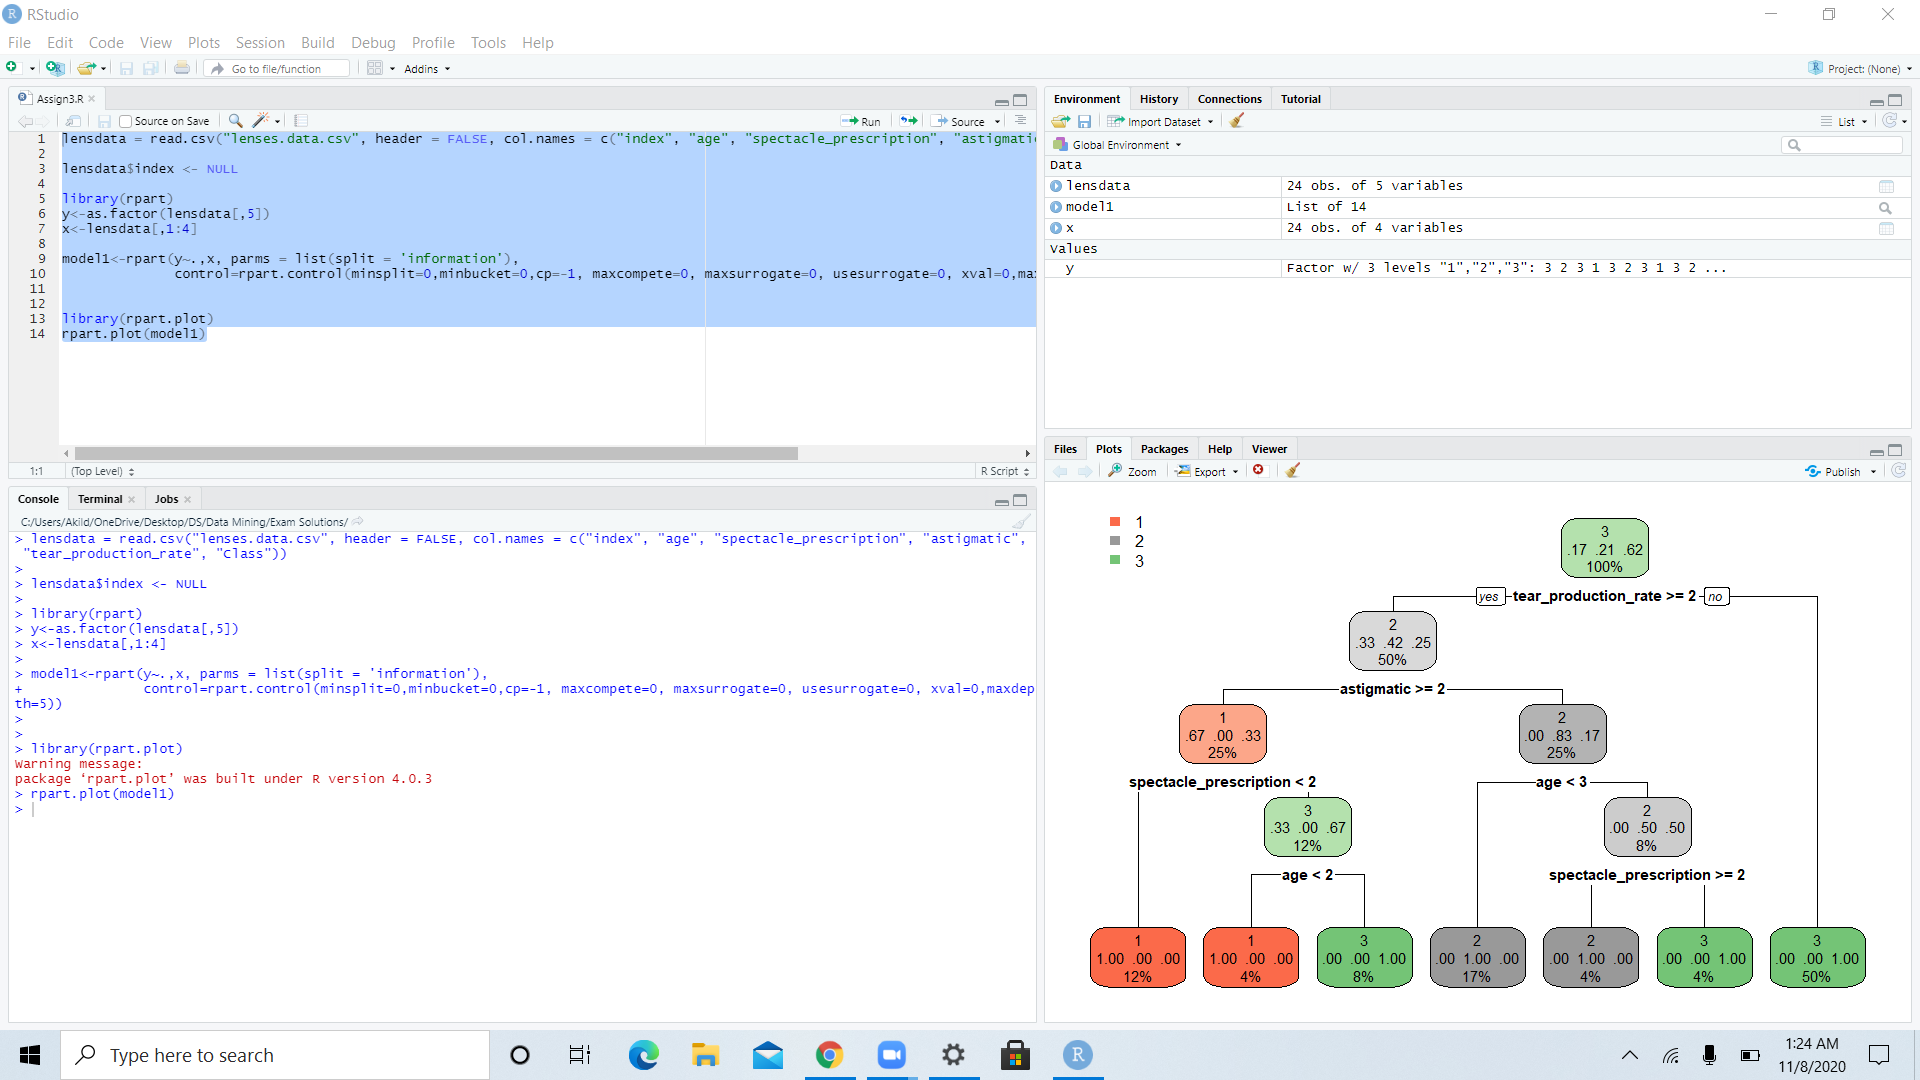 RStudio
File Edit Code View Plots Session Build Debug Profile Tools Help
Go to file/function Addins Project: (None)
Assign3.R
Source on Save Run Source
1 lensdata = read.csv("lenses.data.csv", header = FALSE, col.names = c("index", "age", "spectacle_prescription", "astigmati
2
3 lensdata$index <- NULL
4
5 library(rpart)
6 y<-as.factor(lensdata[,5])
7 x<-lensdata[,1:4]
8
9 model1<-rpart(y~.,x, parms = list(split = 'information'),
10 control=rpart.control(minsplit=0,minbucket=0,cp=-1, maxcompete=0, maxsurrogate=0, usesurrogate=0, xval=0,ma
11
12
13 library(rpart.plot)
14 rpart.plot(model1)
1:1 (Top Level) R Script
Console Terminal Jobs
C:/Users/Akild/OneDrive/Desktop/DS/Data Mining/Exam Solutions/
> lensdata = read.csv("lenses.data.csv", header = FALSE, col.names = c("index", "age", "spectacle_prescription", "astigmatic",
"tear_production_rate", "Class"))
>
> lensdata$index <- NULL
>
> library(rpart)
> y<-as.factor(lensdata[,5])
> x<-lensdata[,1:4]
>
> model1<-rpart(y~.,x, parms = list(split = 'information'),
+ control=rpart.control(minsplit=0,minbucket=0,cp=-1, maxcompete=0, maxsurrogate=0, usesurrogate=0, xval=0,maxdep
th=5))
>
>
> library(rpart.plot)
Warning message:
package ‘rpart.plot’ was built under R version 4.0.3
> rpart.plot(model1)
>
Environment History Connections Tutorial
Import Dataset List
Global Environment
Data
lensdata 24 obs. of 5 variables
model1 List of 14
x 24 obs. of 4 variables
Values
y Factor w/ 3 levels "1","2","3": 3 2 3 1 3 2 3 1 3 2 ...
Files Plots Packages Help Viewer
Zoom Export Publish
1
2
3
3
.17 .21 .62
100%
yes tear_production_rate >= 2 no
2
.33 .42 .25
50%
astigmatic >= 2
1
.67 .00 .33
25%
2
.00 .83 .17
25%
spectacle_prescription < 2
age < 3
3
.33 .00 .67
12%
2
.00 .50 .50
8%
age < 2
spectacle_prescription >= 2
1
1.00 .00 .00
12%
1
1.00 .00 .00
4%
3
.00 .00 1.00
8%
2
.00 1.00 .00
17%
2
.00 1.00 .00
4%
3
.00 .00 1.00
4%
3
.00 .00 1.00
50%
Type here to search
R
1:24 AM
11/8/2020